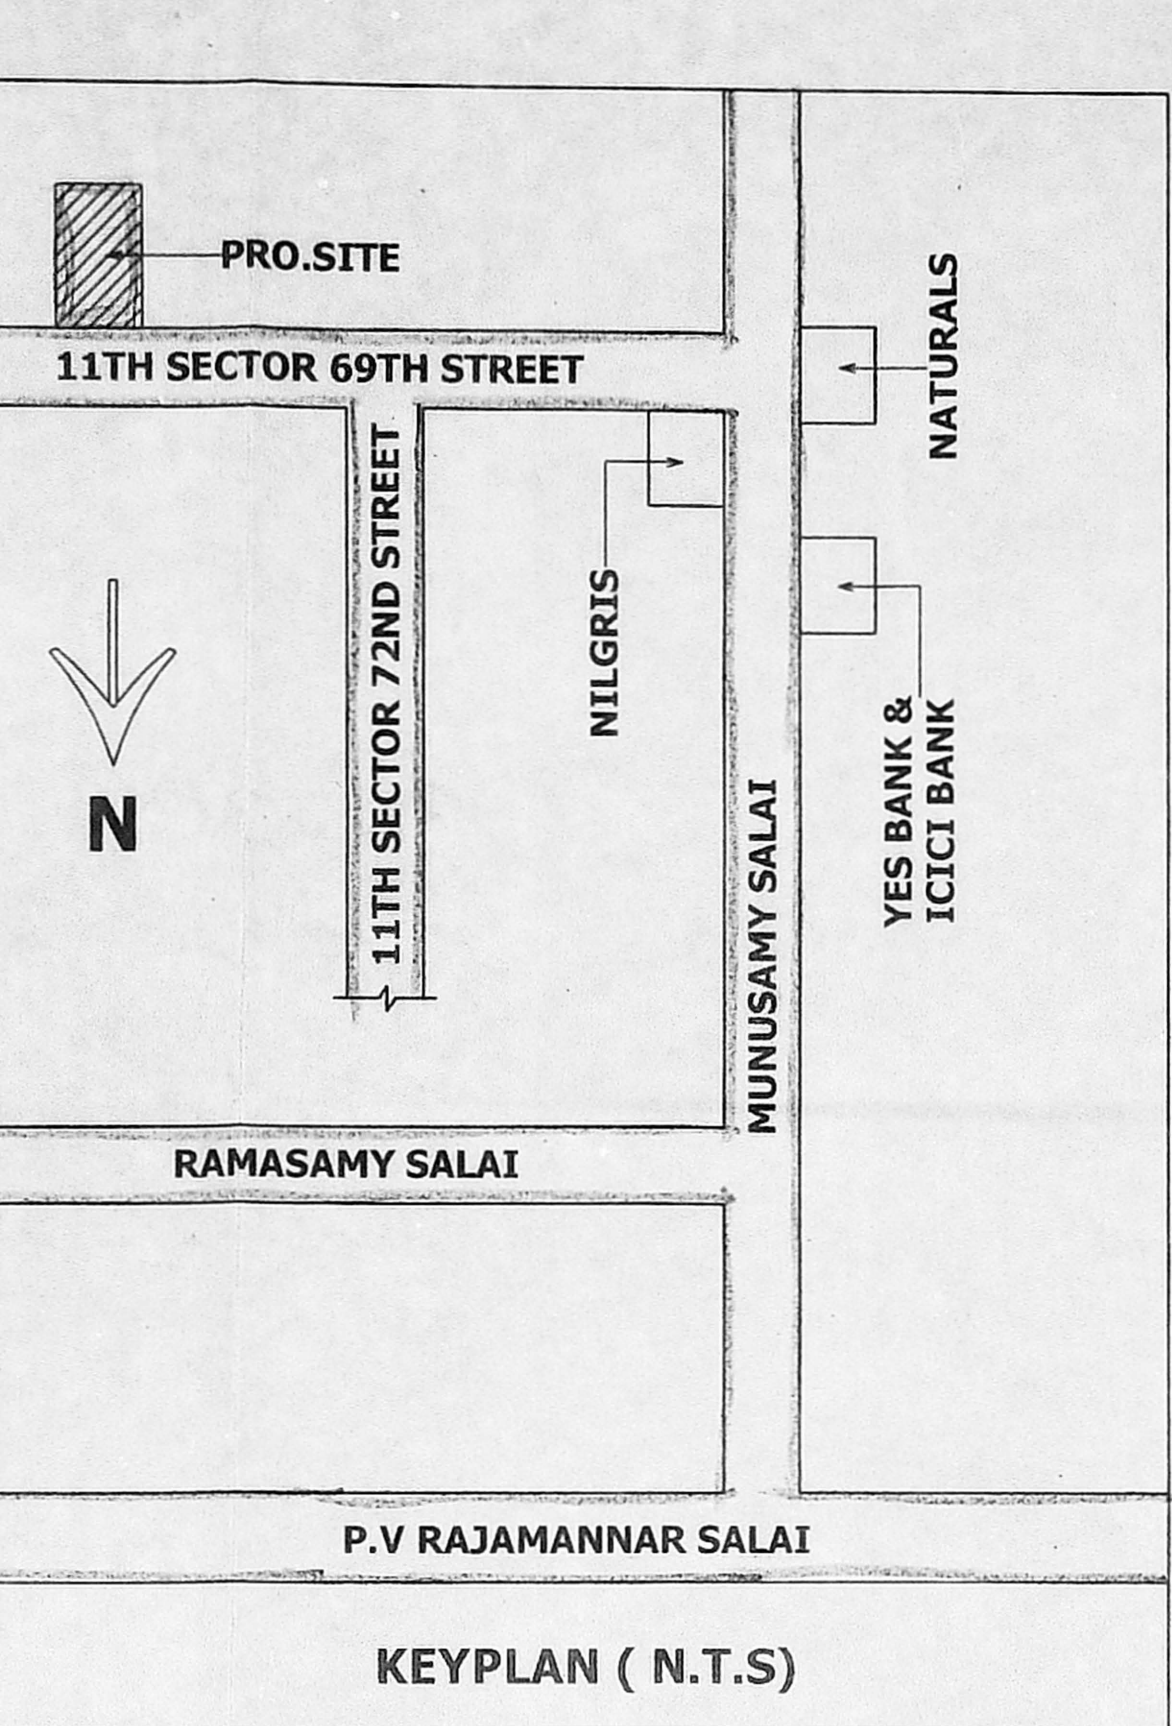 PRO.SITE
NATURALS
11TH SECTOR 69TH STREET
11TH SECTOR 72ND STREET
NILGRIS
YES BANK &
ICICI BANK
N
MUNUSAMY SALAI
RAMASAMY SALAI
P.V RAJAMANNAR SALAI
KEYPLAN ( N.T.S)